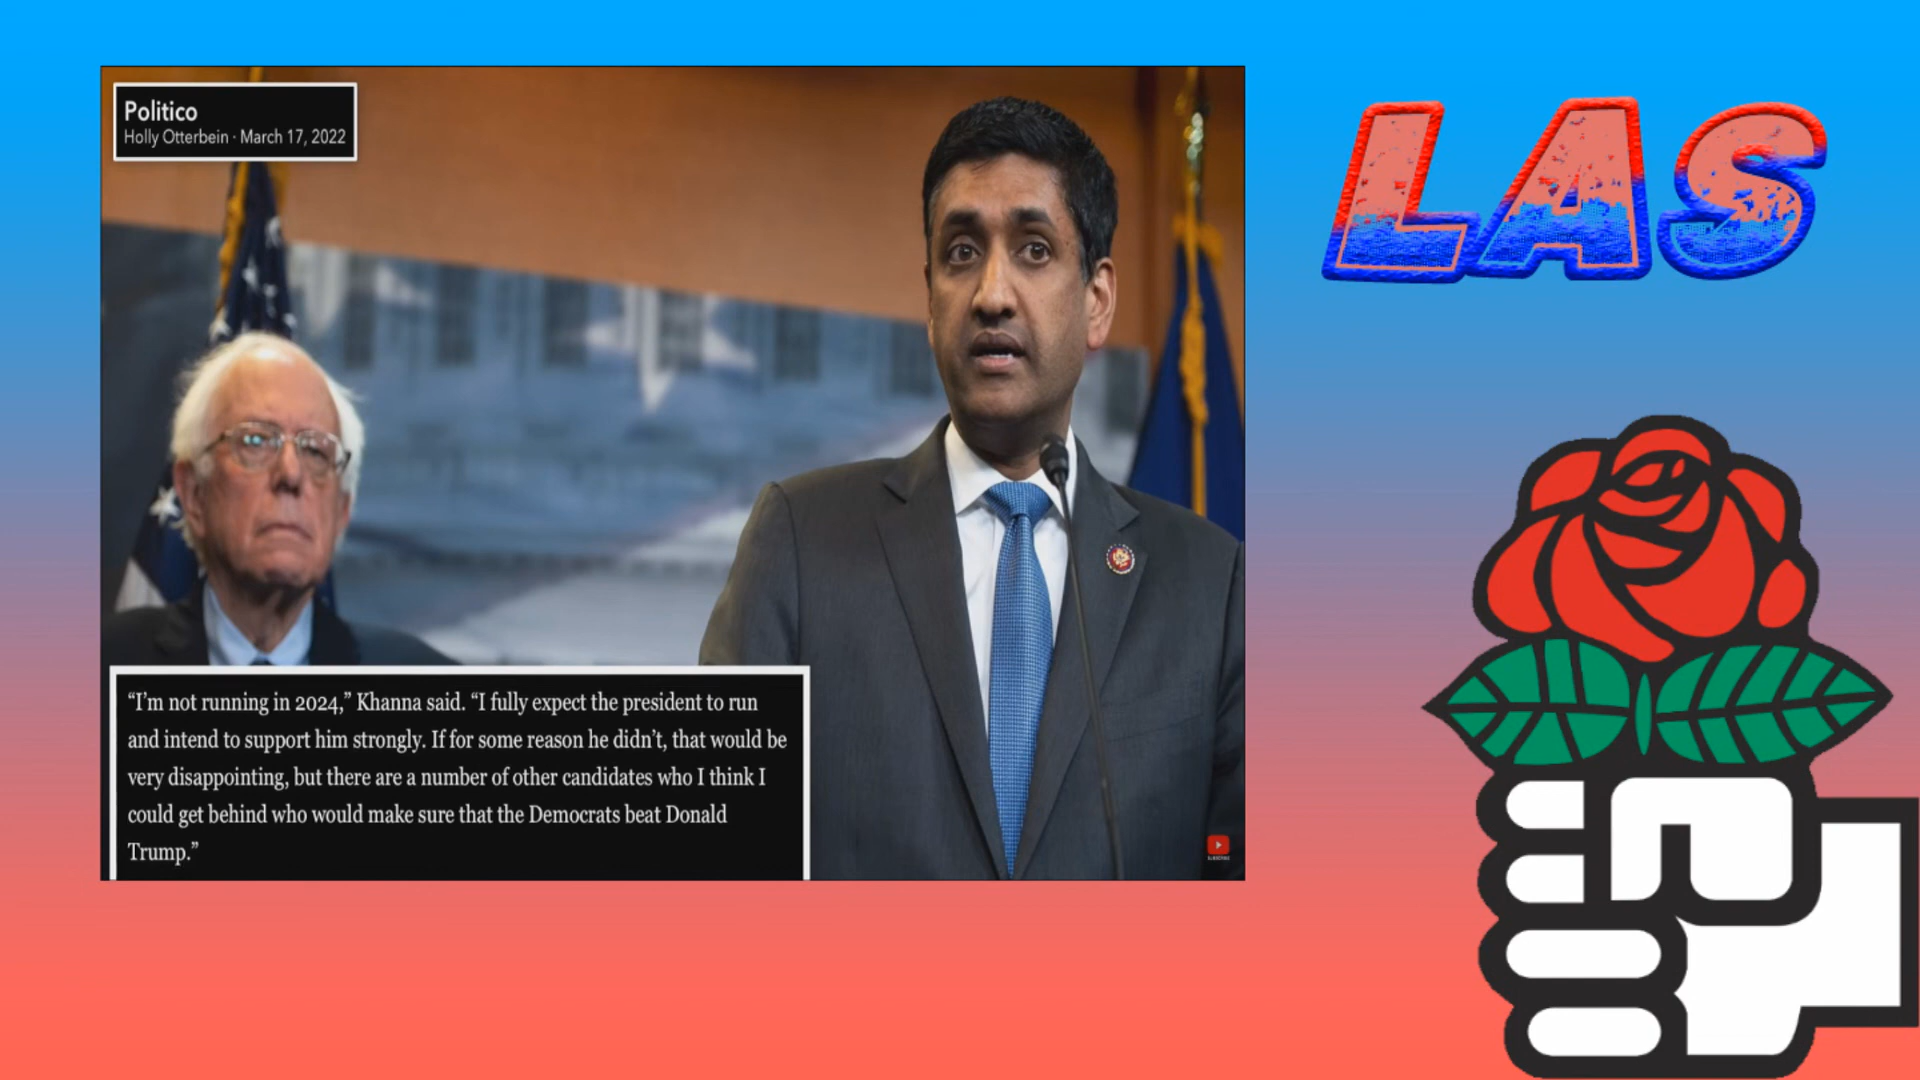 Politico
Holly Otterbein · March 17, 2022
LAS
“I’m not running in 2024,” Khanna said. “I fully expect the president to run
and intend to support him strongly. If for some reason he didn’t, that would be
very disappointing, but there are a number of other candidates who I think I
could get behind who would make sure that the Democrats beat Donald
Trump.”
SUBSCRIBE